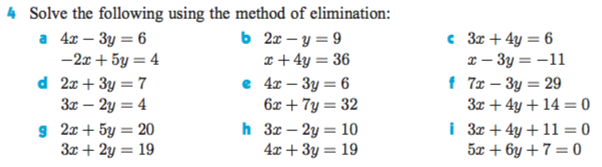 4 Solve the following using the method of elimination:
a 4x − 3y = 6 b 2x − y = 9 c 3x + 4y = 6
−2x + 5y = 4 x + 4y = 36 x − 3y = −11
d 2x + 3y = 7 e 4x − 3y = 6 f 7x − 3y = 29
3x − 2y = 4 6x + 7y = 32 3x + 4y + 14 = 0
g 2x + 5y = 20 h 3x − 2y = 10 i 3x + 4y + 11 = 0
3x + 2y = 19 4x + 3y = 19 5x + 6y + 7 = 0